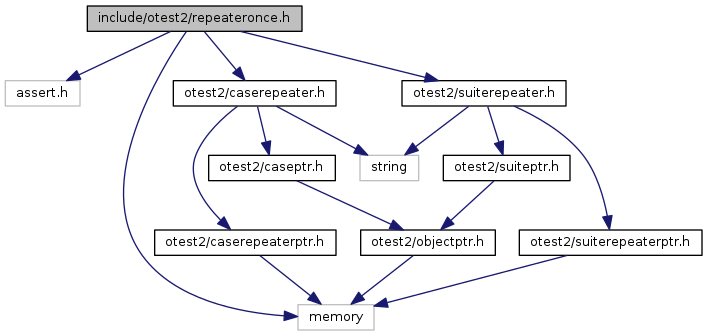 include/otest2/repeateronce.h
assert.h
otest2/caserepeater.h
otest2/suiterepeater.h
otest2/caseptr.h
string
otest2/suiteptr.h
otest2/caserepeaterptr.h
otest2/objectptr.h
otest2/suiterepeaterptr.h
memory